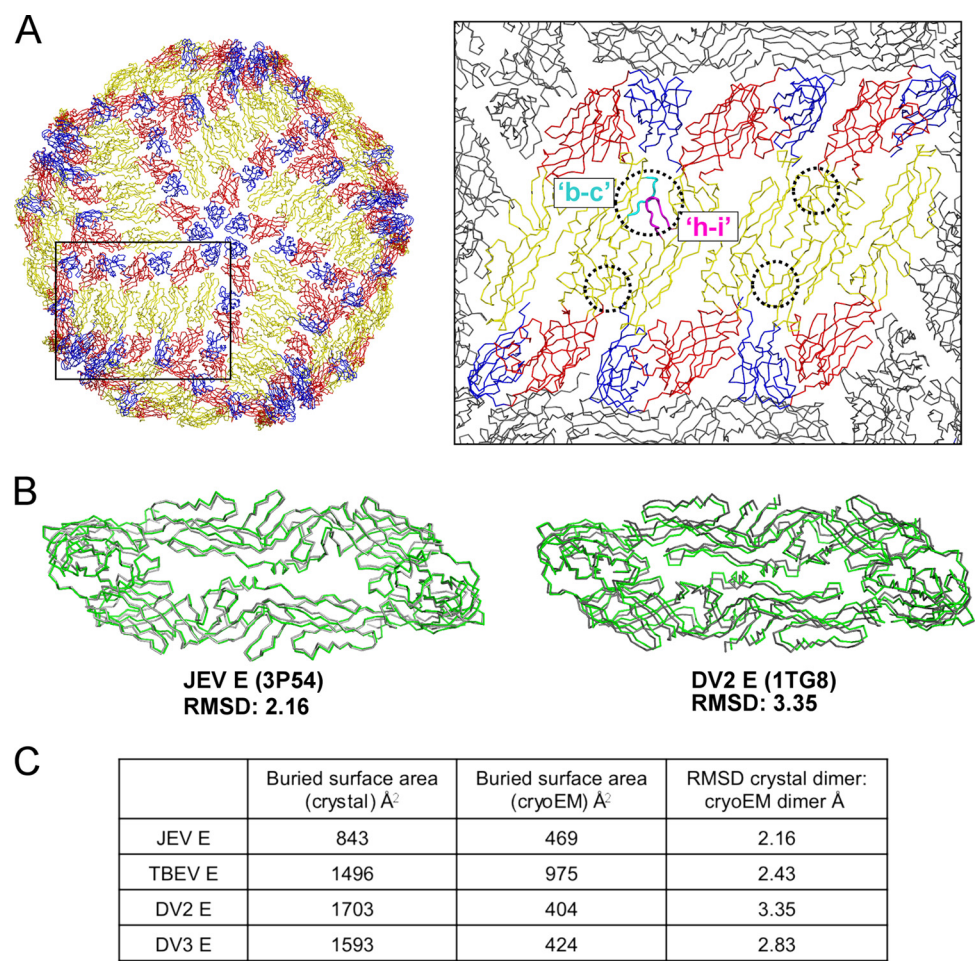 A
‘b-c’
‘h-i’
B
JEV E (3P54)
RMSD: 2.16
DV2 E (1TG8)
RMSD: 3.35
C
Buried surface area (crystal) Å²
Buried surface area (cryoEM) Å²
RMSD crystal dimer: cryoEM dimer Å
JEV E 843 469 2.16
TBEV E 1496 975 2.43
DV2 E 1703 404 3.35
DV3 E 1593 424 2.83